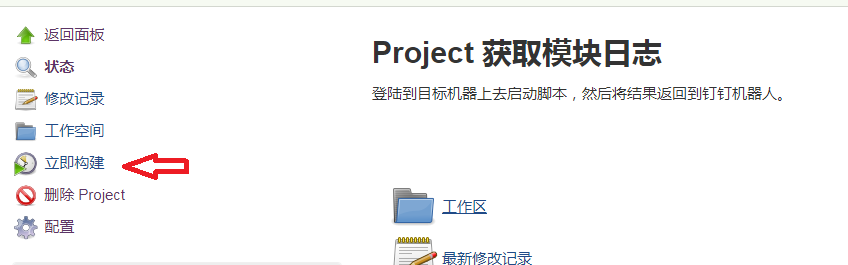 返回面板
状态
修改记录
工作空间
立即构建
删除 Project
配置
Project 获取模块日志
登陆到目标机器上去启动脚本，然后将结果返回到钉钉机器人。
工作区
最新修改记录